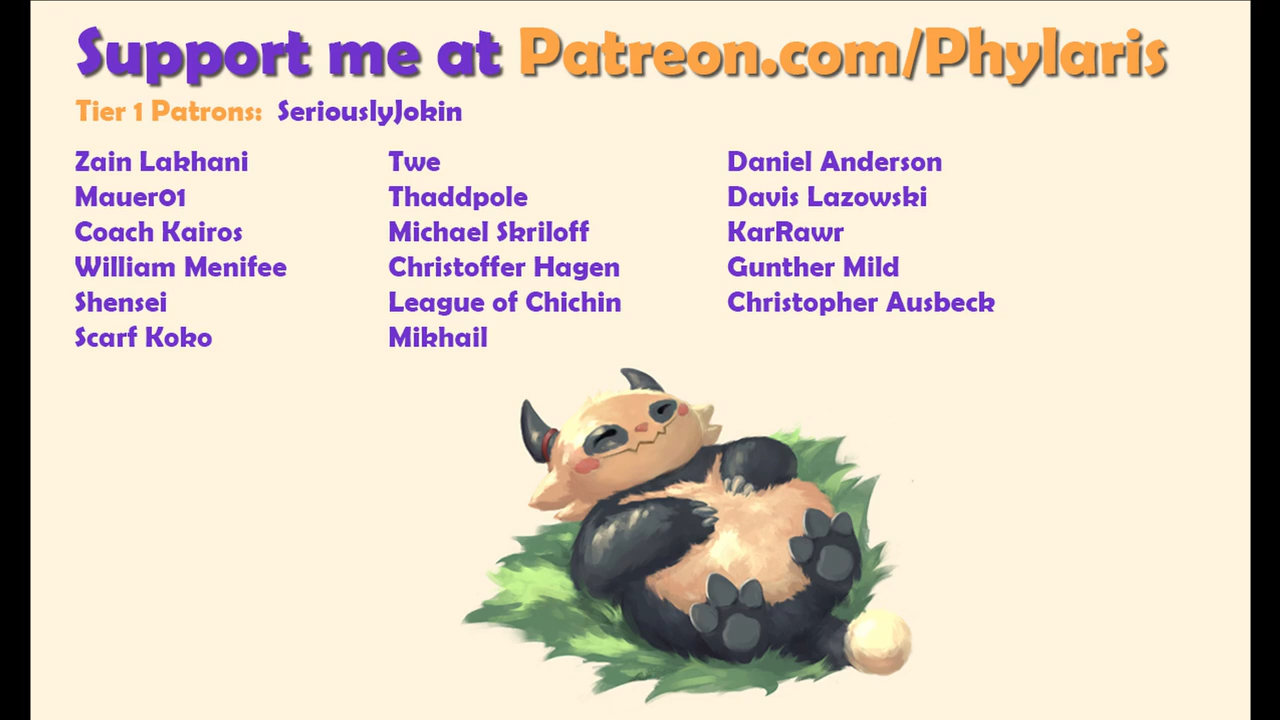 Support me at Patreon.com/Phylaris
Tier 1 Patrons: SeriouslyJokin
Zain Lakhani
Mauer01
Coach Kairos
William Menifee
Shensei
Scarf Koko
Twe
Thaddpole
Michael Skriloff
Christoffer Hagen
League of Chichin
Mikhail
Daniel Anderson
Davis Lazowski
KarRawr
Gunther Mild
Christopher Ausbeck